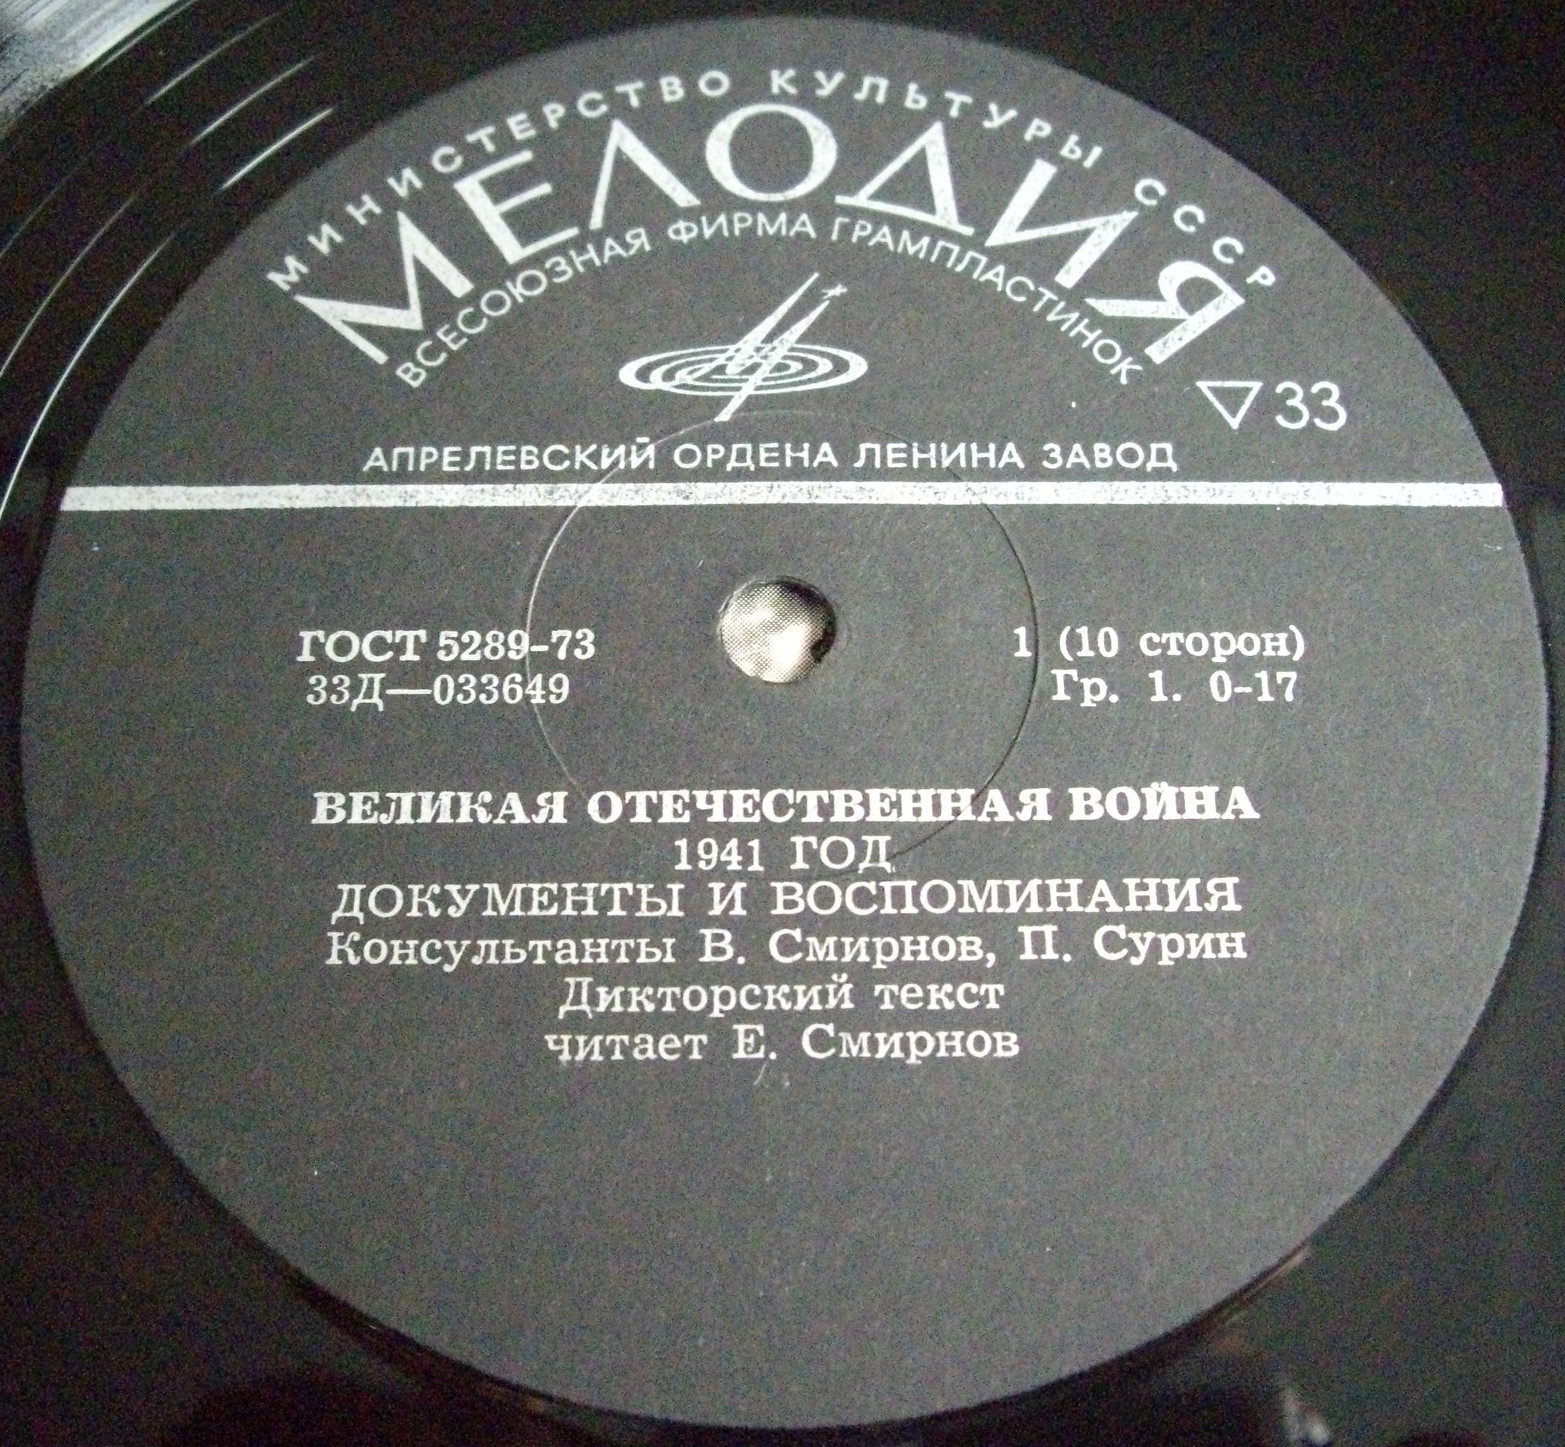 МИНИСТЕРСТВО КУЛЬТУРЫ СССР
МЕЛОДИЯ
ВСЕСОЮЗНАЯ ФИРМА ГРАМПЛАСТИНОК
33
АПРЕЛЕВСКИЙ ОРДЕНА ЛЕНИНА ЗАВОД
ГОСТ 5289-73 1 (10 сторон)
33Д—033649 Гр. 1. 0-17
ВЕЛИКАЯ ОТЕЧЕСТВЕННАЯ ВОЙНА
1941 ГОД
ДОКУМЕНТЫ И ВОСПОМИНАНИЯ
Консультанты В. Смирнов, П. Сурин
Дикторский текст
читает Е. Смирнов